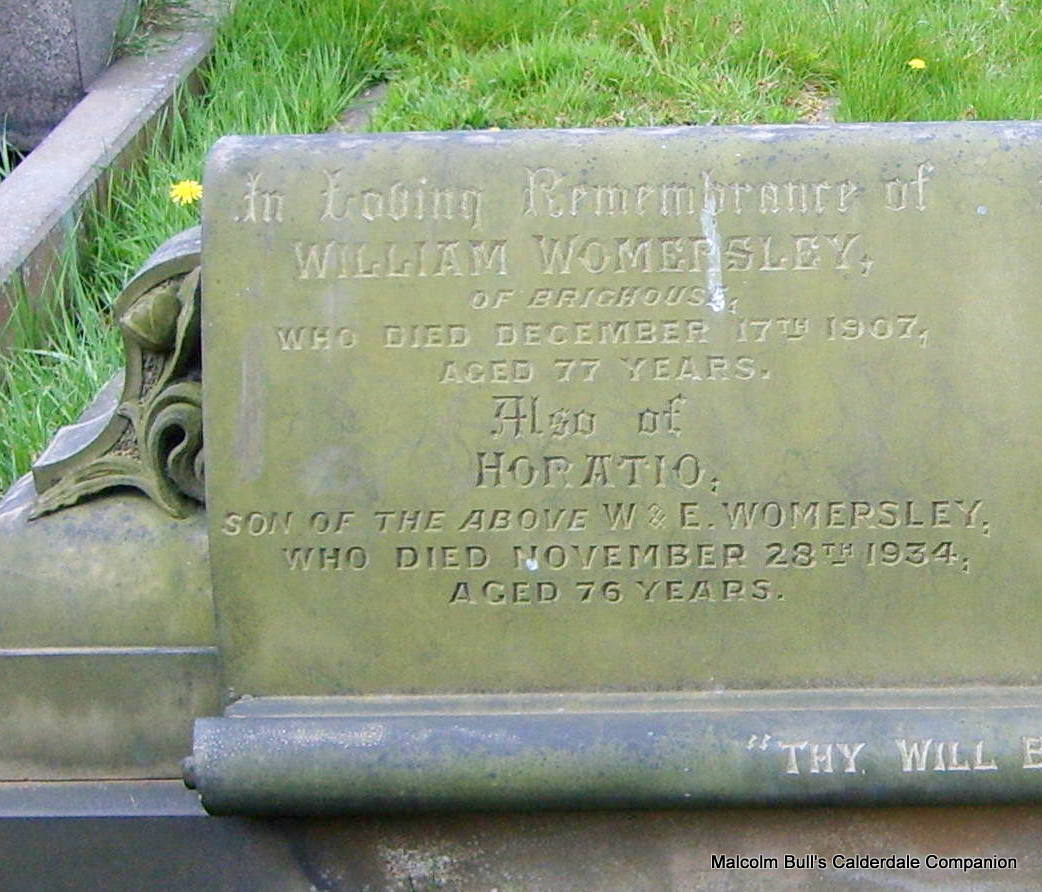 In Loving Remembrance of
WILLIAM WOMERSLEY,
OF BRIGHOUSE,
WHO DIED DECEMBER 17TH 1907,
AGED 77 YEARS.
Also of
HORATIO,
SON OF THE ABOVE W & E. WOMERSLEY,
WHO DIED NOVEMBER 28TH 1934,
AGED 76 YEARS.
"THY WILL B
Malcolm Bull's Calderdale Companion